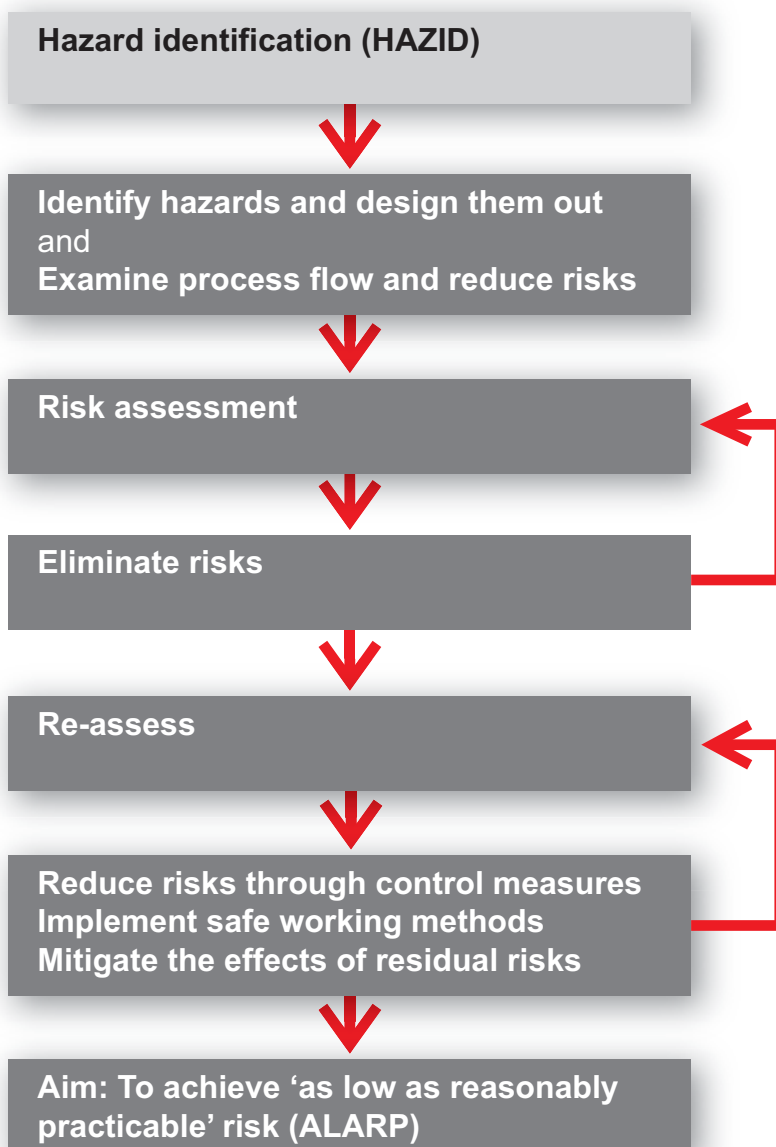 Hazard identification (HAZID)
Identify hazards and design them out
and
Examine process flow and reduce risks
Risk assessment
Eliminate risks
Re-assess
Reduce risks through control measures
Implement safe working methods
Mitigate the effects of residual risks
Aim: To achieve ‘as low as reasonably
practicable’ risk (ALARP)